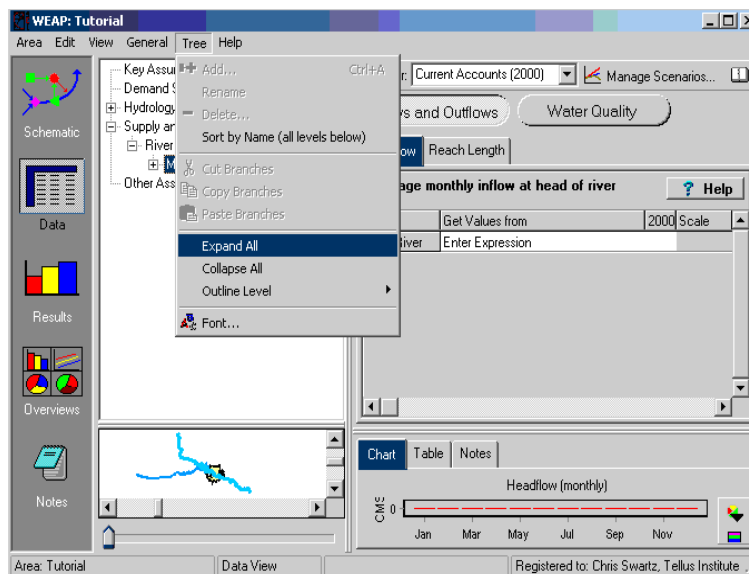 WEAP: Tutorial
Area Edit View General Tree Help
Schematic
Data
Results
Overviews
Notes
Key Assu
Demand S
Hydrology
Supply an
River
M
Other Ass
Add... Ctrl+A
Rename
Delete...
Sort by Name (all levels below)
Cut Branches
Copy Branches
Paste Branches
Expand All
Collapse All
Outline Level
Font...
r: Current Accounts (2000) Manage Scenarios...
ws and Outflows Water Quality
ow Reach Length
age monthly inflow at head of river Help
Get Values from 2000 Scale
River Enter Expression
Chart Table Notes
Headflow (monthly)
CMS
0
Jan Mar May Jul Sep Nov
Area: Tutorial Data View Registered to: Chris Swartz, Tellus Institute